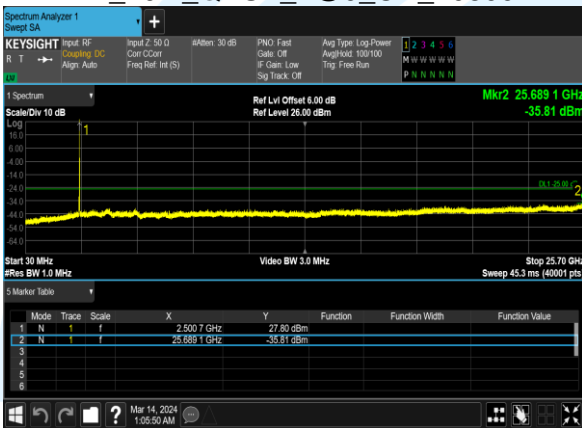 Spectrum Analyzer 1
Swept SA
+
KEYSIGHT
R T
LW
Input: RF
Coupling: DC
Align: Auto
Input Z: 50 Ω
Corr CCorr
Freq Ref: Int (S)
#Atten: 30 dB
PNO: Fast
Gate: Off
IF Gain: Low
Sig Track: Off
Avg Type: Log-Power
Avg|Hold: 100/100
Trig: Free Run
1 2 3 4 5 6
M W W W W W
P N N N N N
1 Spectrum
Scale/Div 10 dB
Ref Lvl Offset 6.00 dB
Ref Level 26.00 dBm
Mkr2 25.689 1 GHz
-35.81 dBm
Log
16.0
6.00
-4.00
-14.0
-24.0
-34.0
-44.0
-54.0
-64.0
1
DL1 -25.00
2
Start 30 MHz
#Res BW 1.0 MHz
Video BW 3.0 MHz
Stop 25.70 GHz
Sweep 45.3 ms (40001 pts
5 Marker Table
Mode Trace Scale X Y Function Function Width Function Value
1 N 1 f 2.500 7 GHz 27.80 dBm
2 N 1 f 25.689 1 GHz -35.81 dBm
3
4
5
6
?
Mar 14, 2024
1:05:50 AM